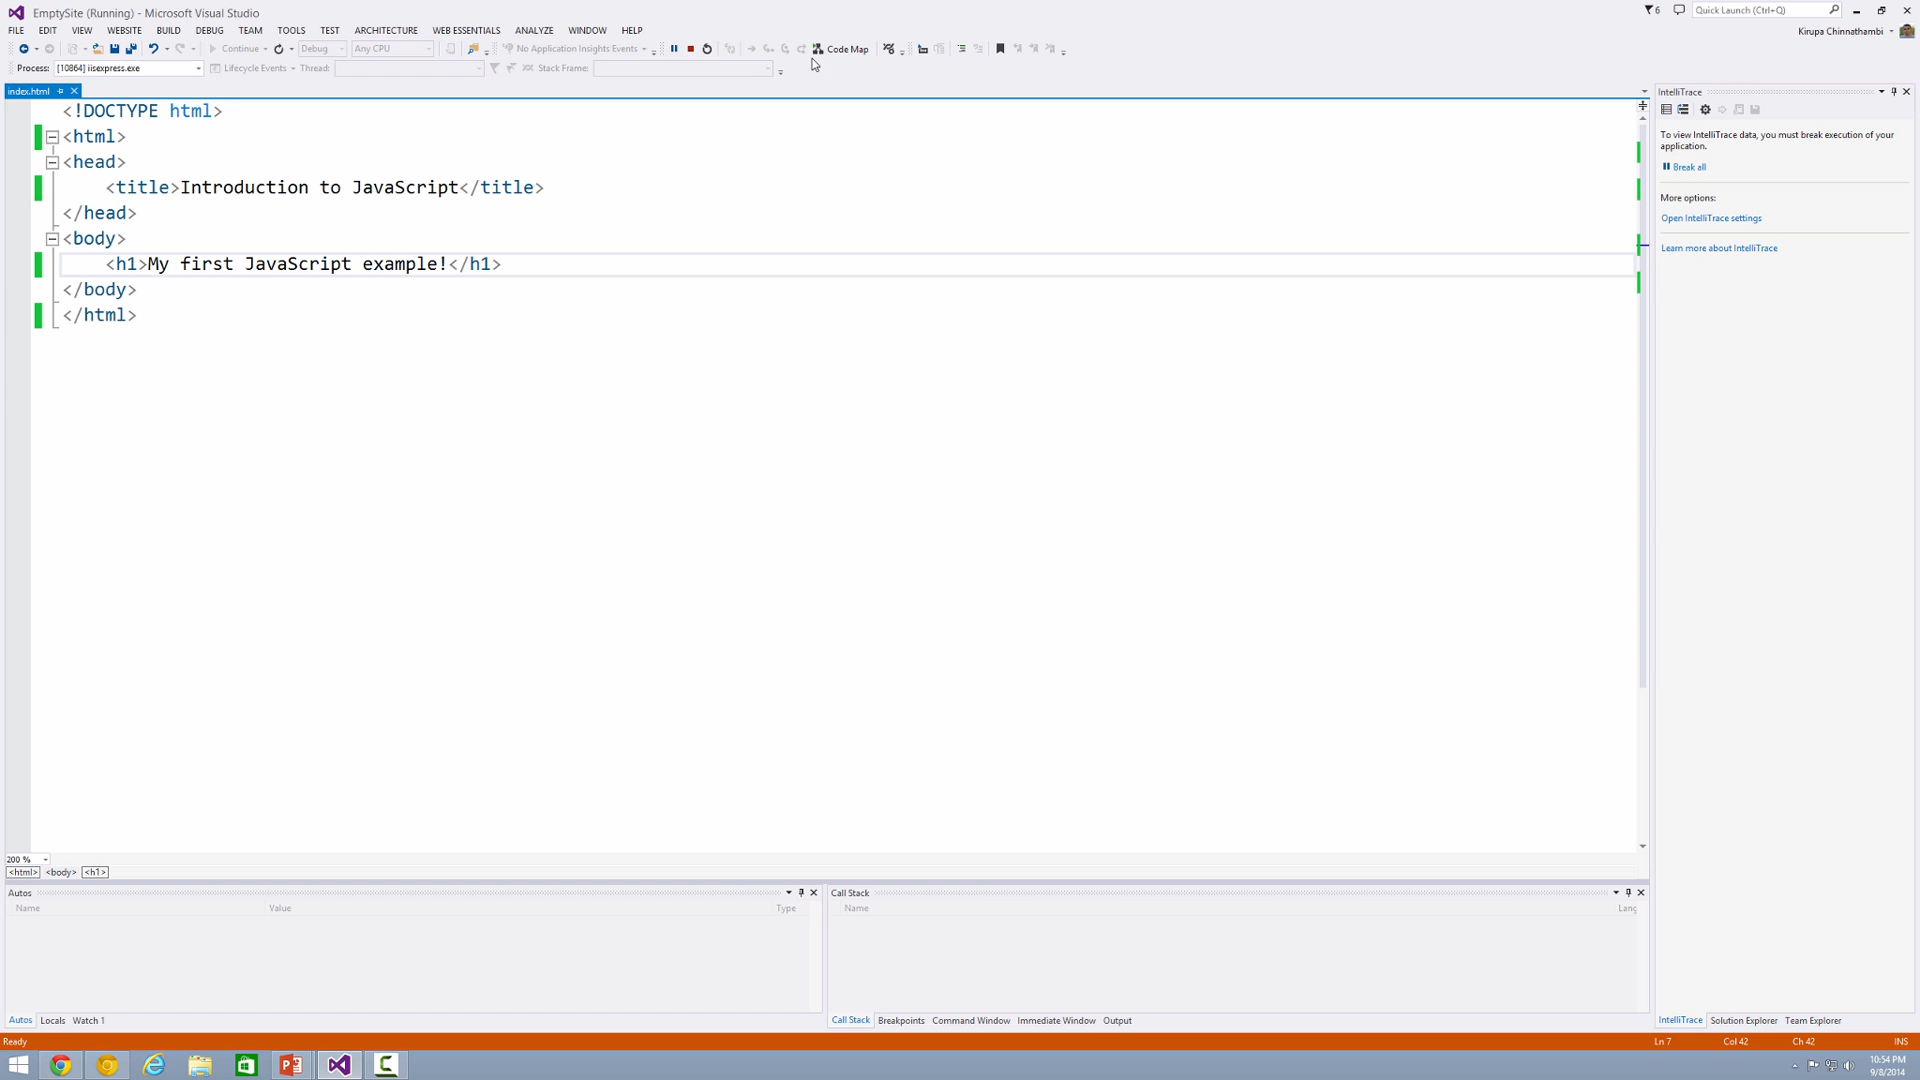 EmptySite (Running) - Microsoft Visual Studio
6
Quick Launch (Ctrl+Q)
FILE EDIT VIEW WEBSITE BUILD DEBUG TEAM TOOLS TEST ARCHITECTURE WEB ESSENTIALS ANALYZE WINDOW HELP
Kirupa Chinnathambi
Continue Debug Any CPU No Application Insights Events Code Map
Process: [10864] iisexpress.exe Lifecycle Events Thread: Stack Frame:
index.html
<!DOCTYPE html>
<html>
<head>
<title>Introduction to JavaScript</title>
</head>
<body>
<h1>My first JavaScript example!</h1>
</body>
</html>
IntelliTrace
To view IntelliTrace data, you must break execution of your
application.
Break all
More options:
Open IntelliTrace settings
Learn more about IntelliTrace
200 %
<html> <body> <h1>
Autos
Name Value Type
Call Stack
Name Lang
Autos Locals Watch 1
Call Stack Breakpoints Command Window Immediate Window Output
IntelliTrace Solution Explorer Team Explorer
Ready
Ln 7 Col 42 Ch 42 INS
10:54 PM
9/8/2014